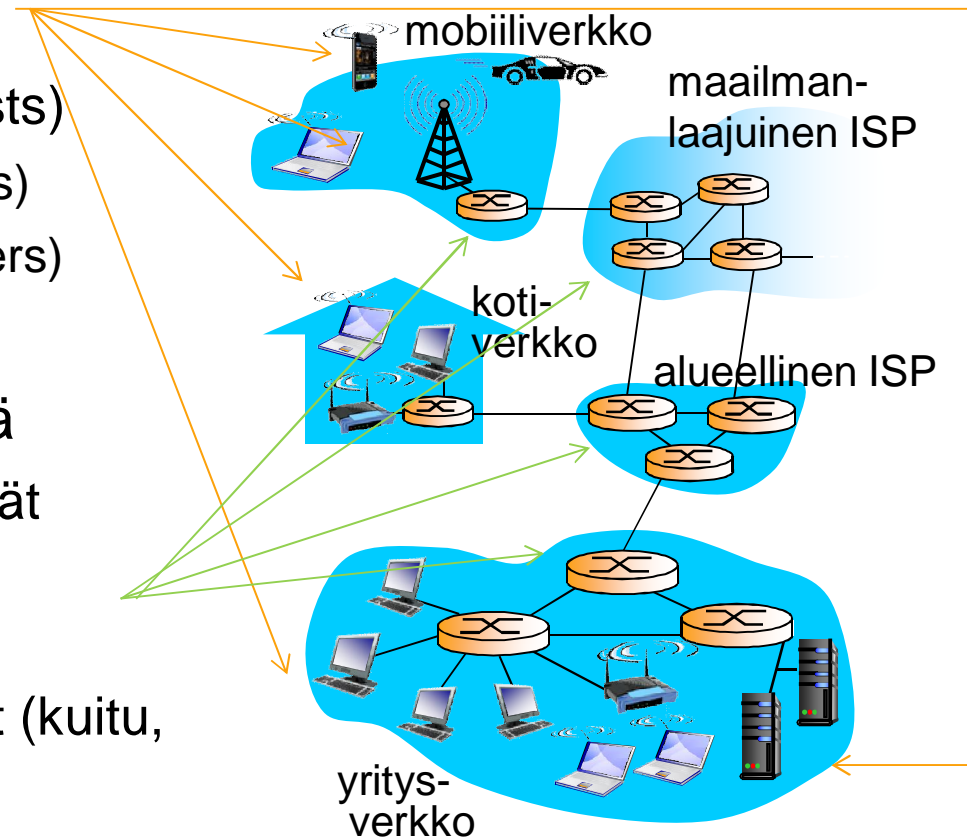 mobiiliverkko
maailman-
laajuinen ISP
sts)
s)
ers)
koti-
verkko
alueellinen ISP
ä
ät
t (kuitu,
yritys-
verkko